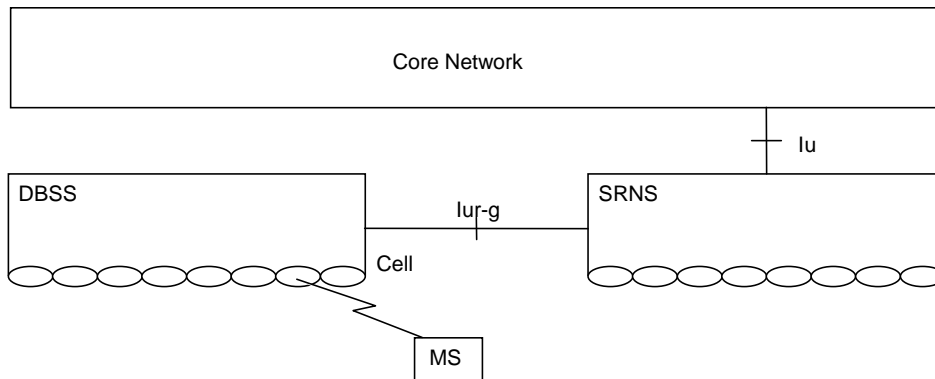 Core Network
Iu
DBSS
SRNS
Iur-g
Cell
MS